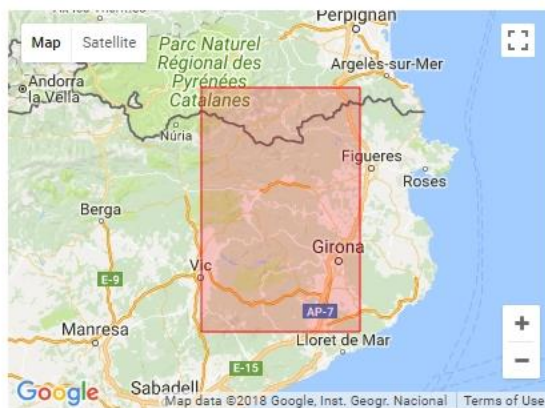 Perpignan
Map Satellite
Parc Naturel
Régional des
Pyrénées
Catalanes
Argelès-sur-Mer
Andorra
la Vella
Núria
Figueres
Roses
Berga
Girona
Vic
E-9
AP-7
Manresa
Lloret de Mar
E-15
Sabadell
Google
Map data ©2018 Google, Inst. Geogr. Nacional Terms of Use